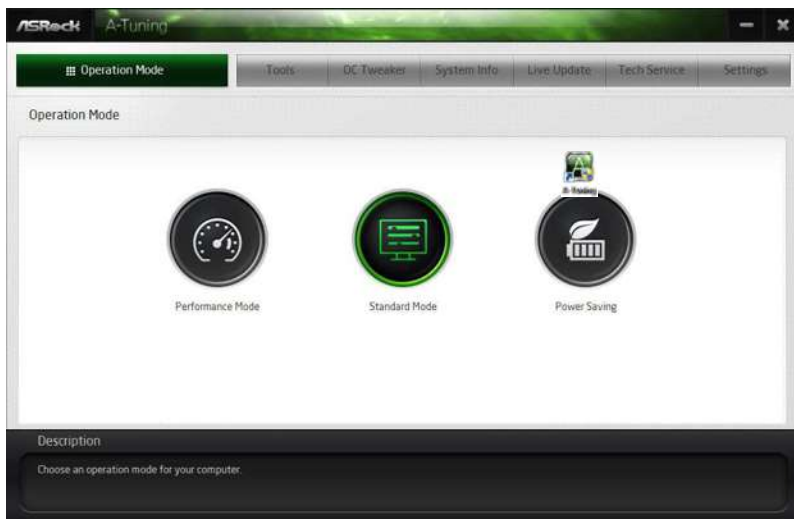 ASRock A-Tuning
Operation Mode Tools OC Tweaker System Info Live Update Tech Service Settings
Operation Mode
A-Tuning
Performance Mode Standard Mode Power Saving
Description
Choose an operation mode for your computer.